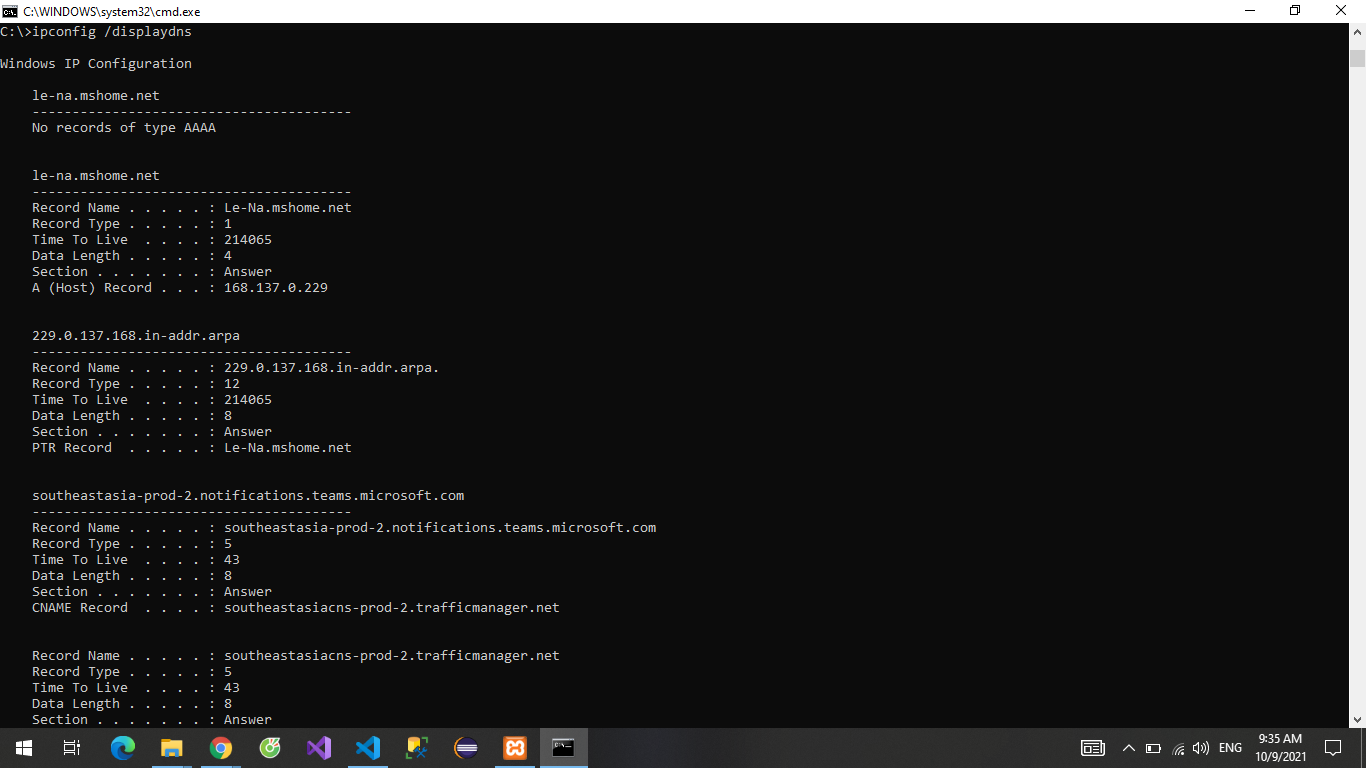 C:\WINDOWS\system32\cmd.exe
C:\>ipconfig /displaydns
Windows IP Configuration
le-na.mshome.net
----------------------------------------
No records of type AAAA
le-na.mshome.net
----------------------------------------
Record Name . . . . . : Le-Na.mshome.net
Record Type . . . . . : 1
Time To Live  . . . . : 214065
Data Length . . . . . : 4
Section . . . . . . . : Answer
A (Host) Record . . . : 168.137.0.229
229.0.137.168.in-addr.arpa
----------------------------------------
Record Name . . . . . : 229.0.137.168.in-addr.arpa.
Record Type . . . . . : 12
Time To Live  . . . . : 214065
Data Length . . . . . : 8
Section . . . . . . . : Answer
PTR Record  . . . . . : Le-Na.mshome.net
southeastasia-prod-2.notifications.teams.microsoft.com
----------------------------------------
Record Name . . . . . : southeastasia-prod-2.notifications.teams.microsoft.com
Record Type . . . . . : 5
Time To Live  . . . . : 43
Data Length . . . . . : 8
Section . . . . . . . : Answer
CNAME Record  . . . . : southeastasiacns-prod-2.trafficmanager.net
Record Name . . . . . : southeastasiacns-prod-2.trafficmanager.net
Record Type . . . . . : 5
Time To Live  . . . . : 43
Data Length . . . . . : 8
Section . . . . . . . : Answer
ENG
9:35 AM
10/9/2021